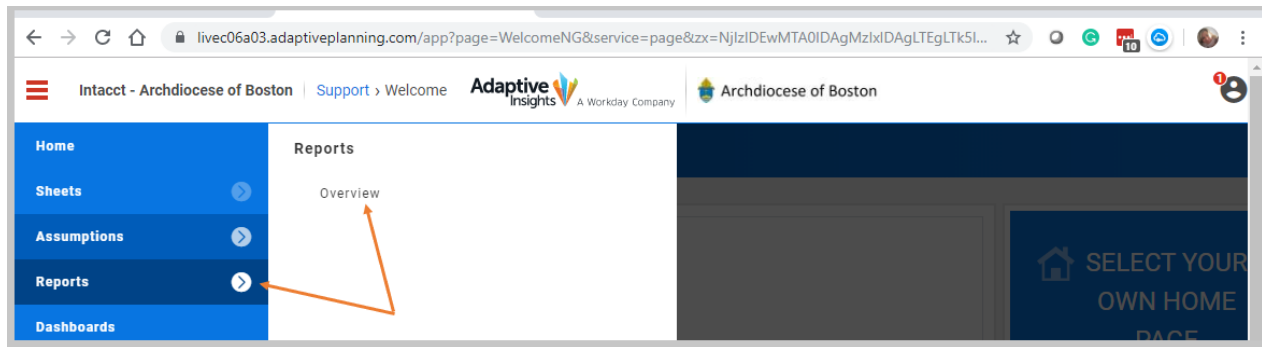 livec06a03.adaptiveplanning.com/app?page=WelcomeNG&service=page&zx=NjIzIDEwMTA0IDAgMzIxIDAgLTEgLTk5I...
10
Intacct - Archdiocese of Boston Support › Welcome Adaptive Insights A Workday Company Archdiocese of Boston 1
Home
Reports
Sheets
Overview
Assumptions
Reports
Dashboards
SELECT YOUR
OWN HOME
PAGE